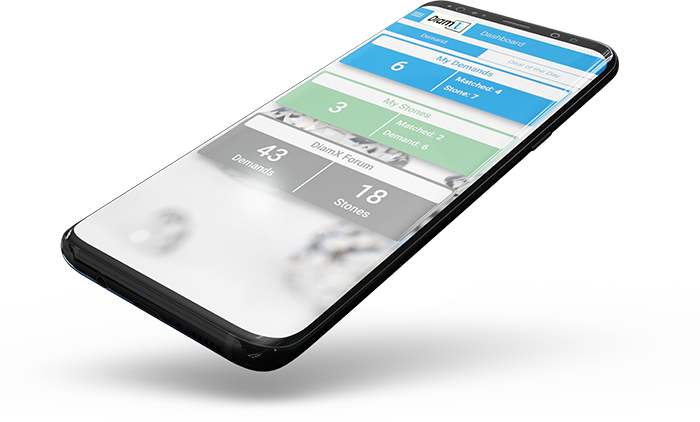 DiamX
Dashboard
Demand
Deal of the Day
My Demands
6
Matched: 4
Stone: 7
My Stones
3
Matched: 2
Demand: 6
DiamX Forum
43
Demands
18
Stones